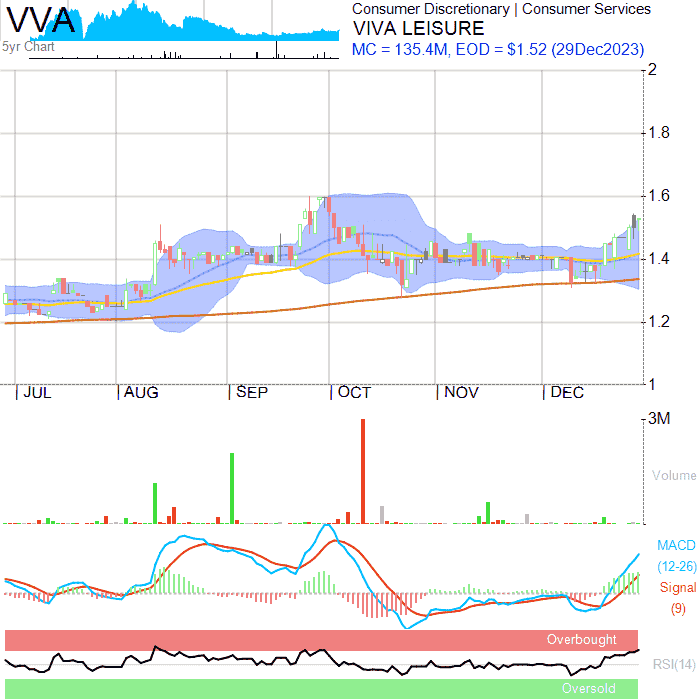 VVA
Consumer Discretionary | Consumer Services
VIVA LEISURE
MC = 135.4M, EOD = $1.52 (29Dec2023)
5yr Chart
2
1.8
1.6
1.4
1.2
1
JUL AUG SEP OCT NOV DEC
3M
Volume
MACD
(12-26)
Signal
(9)
Overbought
RSI(14)
Oversold